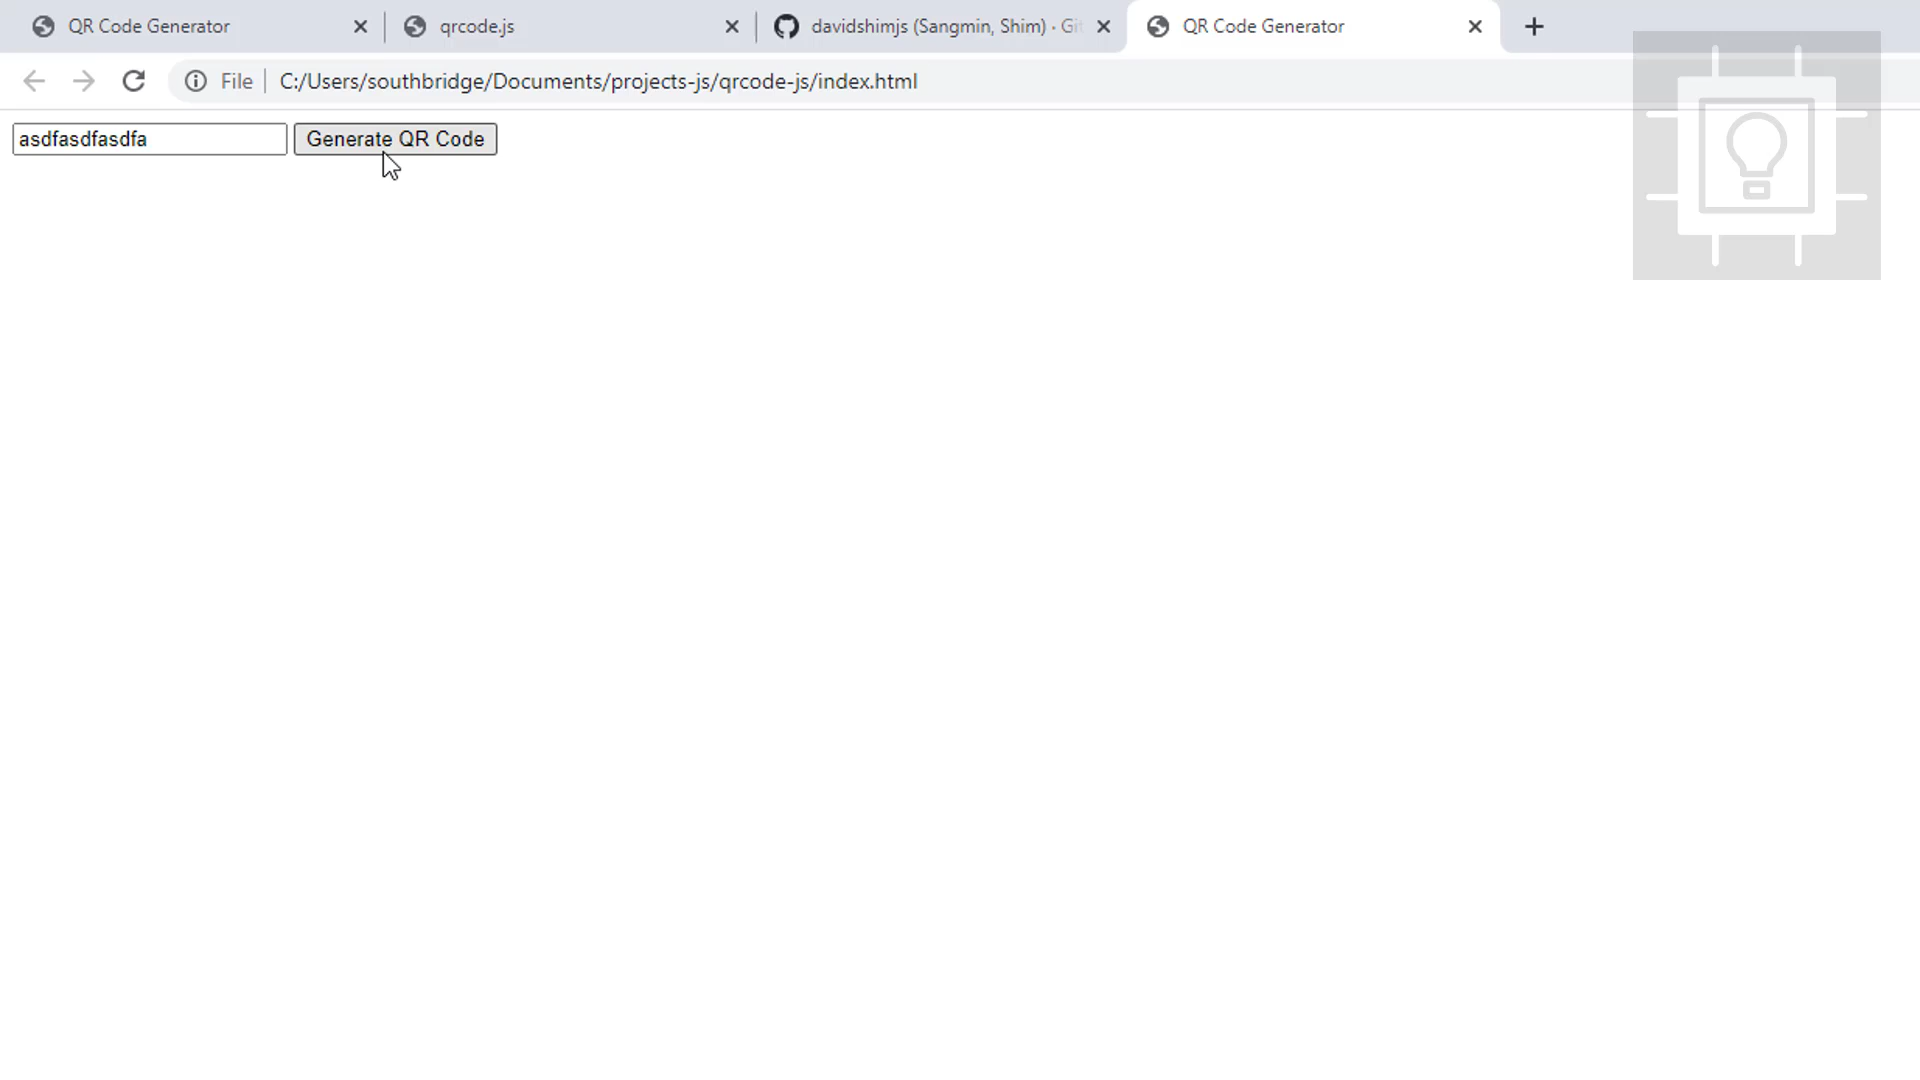 QR Code Generator
qrcode.js
davidshimjs (Sangmin, Shim) · Git
QR Code Generator
File
C:/Users/southbridge/Documents/projects-js/qrcode-js/index.html
asdfasdfasdfa
Generate QR Code